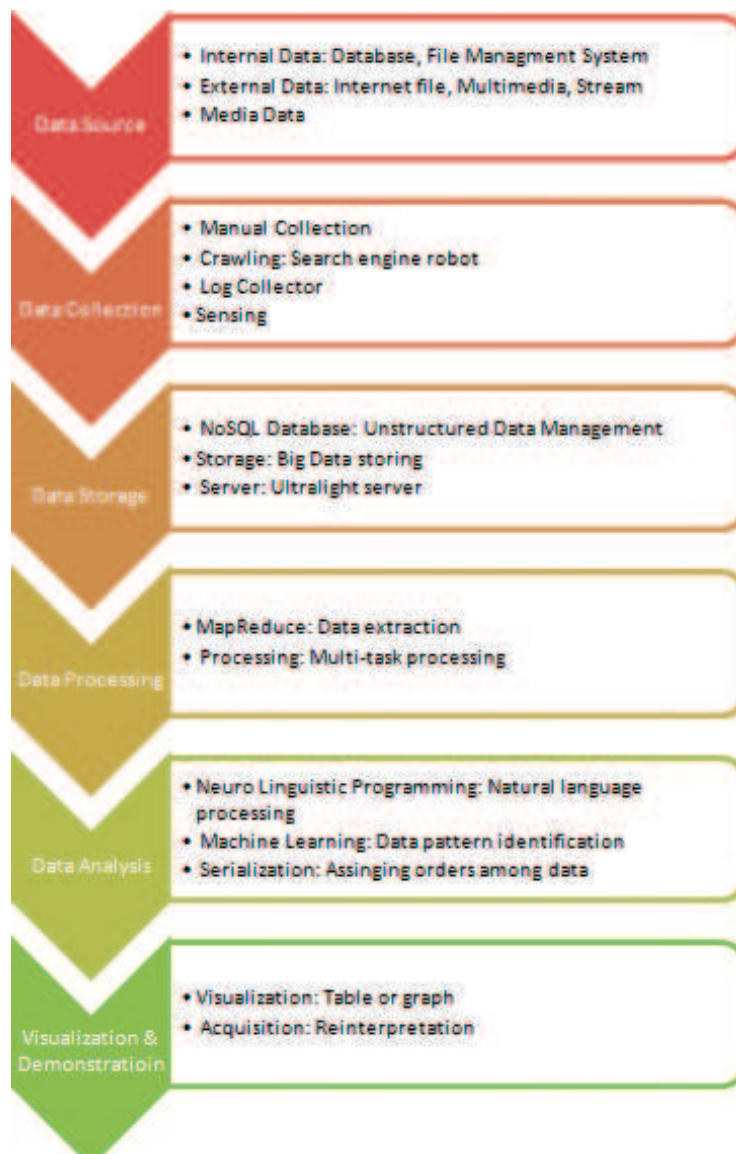 Data Source
• Internal Data: Database, File Managment System
• External Data: Internet file, Multimedia, Stream
• Media Data
Data Collection
• Manual Collection
• Crawling: Search engine robot
• Log Collector
• Sensing
Data Storage
• NoSQL Database: Unstructured Data Management
• Storage: Big Data storing
• Server: Ultralight server
Data Processing
• MapReduce: Data extraction
• Processing: Multi-task processing
Data Analysis
• Neuro Linguistic Programming: Natural language
processing
• Machine Learning: Data pattern identification
• Serialization: Assinging orders among data
Visualization &
Demonstratioin
• Visualization: Table or graph
• Acquisition: Reinterpretation